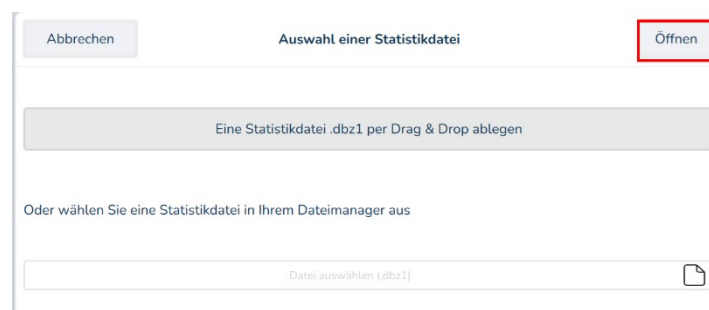 Abbrechen
Auswahl einer Statistikdatei
Öffnen
Eine Statistikdatei .dbz1 per Drag & Drop ablegen
Oder wählen Sie eine Statistikdatei in Ihrem Dateimanager aus
Datei auswählen (.dbz1)